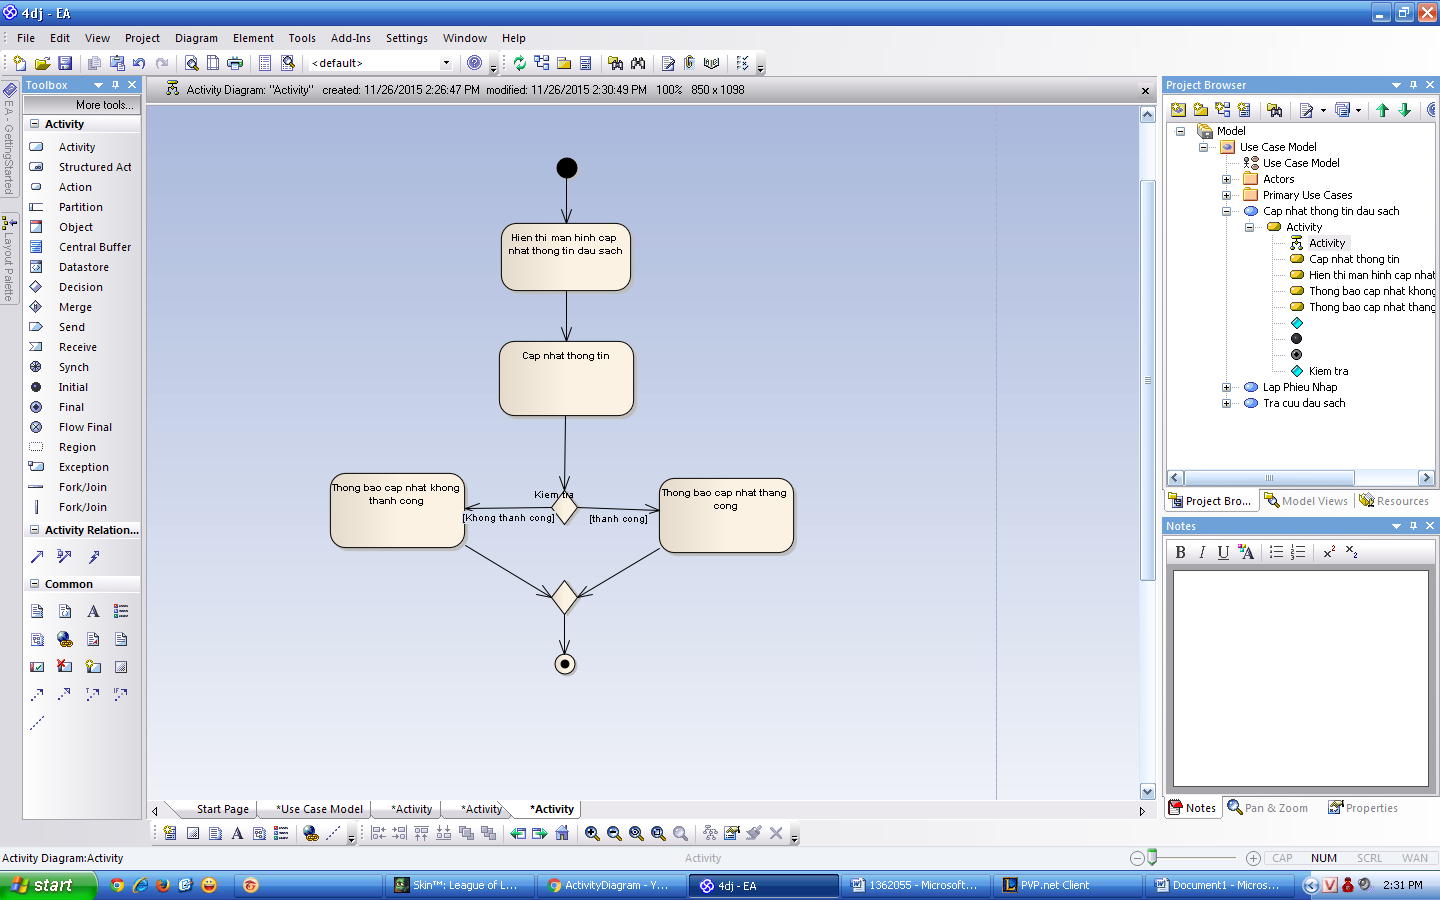 4dj - EA
File Edit View Project Diagram Element Tools Add-Ins Settings Window Help
<default>
EA - GettingStarted
Layout Palette
Toolbox
More tools...
Activity
Activity
Structured Act
Action
Partition
Object
Central Buffer
Datastore
Decision
Merge
Send
Receive
Synch
Initial
Final
Flow Final
Region
Exception
Fork/Join
Fork/Join
Activity Relation...
Common
Activity Diagram: "Activity" created: 11/26/2015 2:26:47 PM modified: 11/26/2015 2:30:49 PM 100% 850 x 1098
Hien thi man hinh cap
nhat thong tin dau sach
Cap nhat thong tin
Thong bao cap nhat khong
thanh cong
Kiem tra
[Khong thanh cong]
[thanh cong]
Thong bao cap nhat thang
cong
Start Page *Use Case Model *Activity *Activity *Activity
Project Browser
Model
Use Case Model
Use Case Model
Actors
Primary Use Cases
Cap nhat thong tin dau sach
Activity
Activity
Cap nhat thong tin
Hien thi man hinh cap nhat
Thong bao cap nhat khong
Thong bao cap nhat thang
Kiem tra
Lap Phieu Nhap
Tra cuu dau sach
Project Bro... Model Views Resources
Notes
B I U A x² x₂
Notes Pan & Zoom Properties
Activity Diagram:Activity
Activity
CAP NUM SCRL WAN
start
Skin™: League of L...
ActivityDiagram - Y...
4dj - EA
1362055 - Microsoft...
PVP.net Client
Document1 - Micros...
2:31 PM